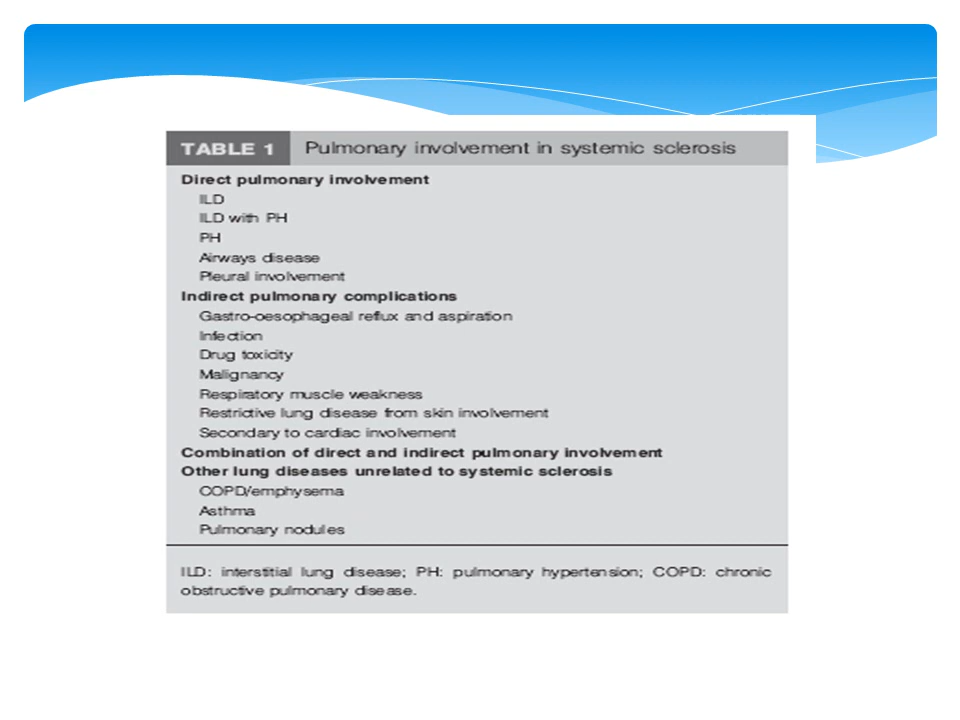 TABLE 1 Pulmonary involvement in systemic sclerosis
Direct pulmonary involvement
ILD
ILD with PH
PH
Airways disease
Pleural involvement
Indirect pulmonary complications
Gastro-oesophageal reflux and aspiration
Infection
Drug toxicity
Malignancy
Respiratory muscle weakness
Restrictive lung disease from skin involvement
Secondary to cardiac involvement
Combination of direct and indirect pulmonary involvement
Other lung diseases unrelated to systemic sclerosis
COPD/emphysema
Asthma
Pulmonary nodules
ILD: interstitial lung disease; PH: pulmonary hypertension; COPD: chronic
obstructive pulmonary disease.